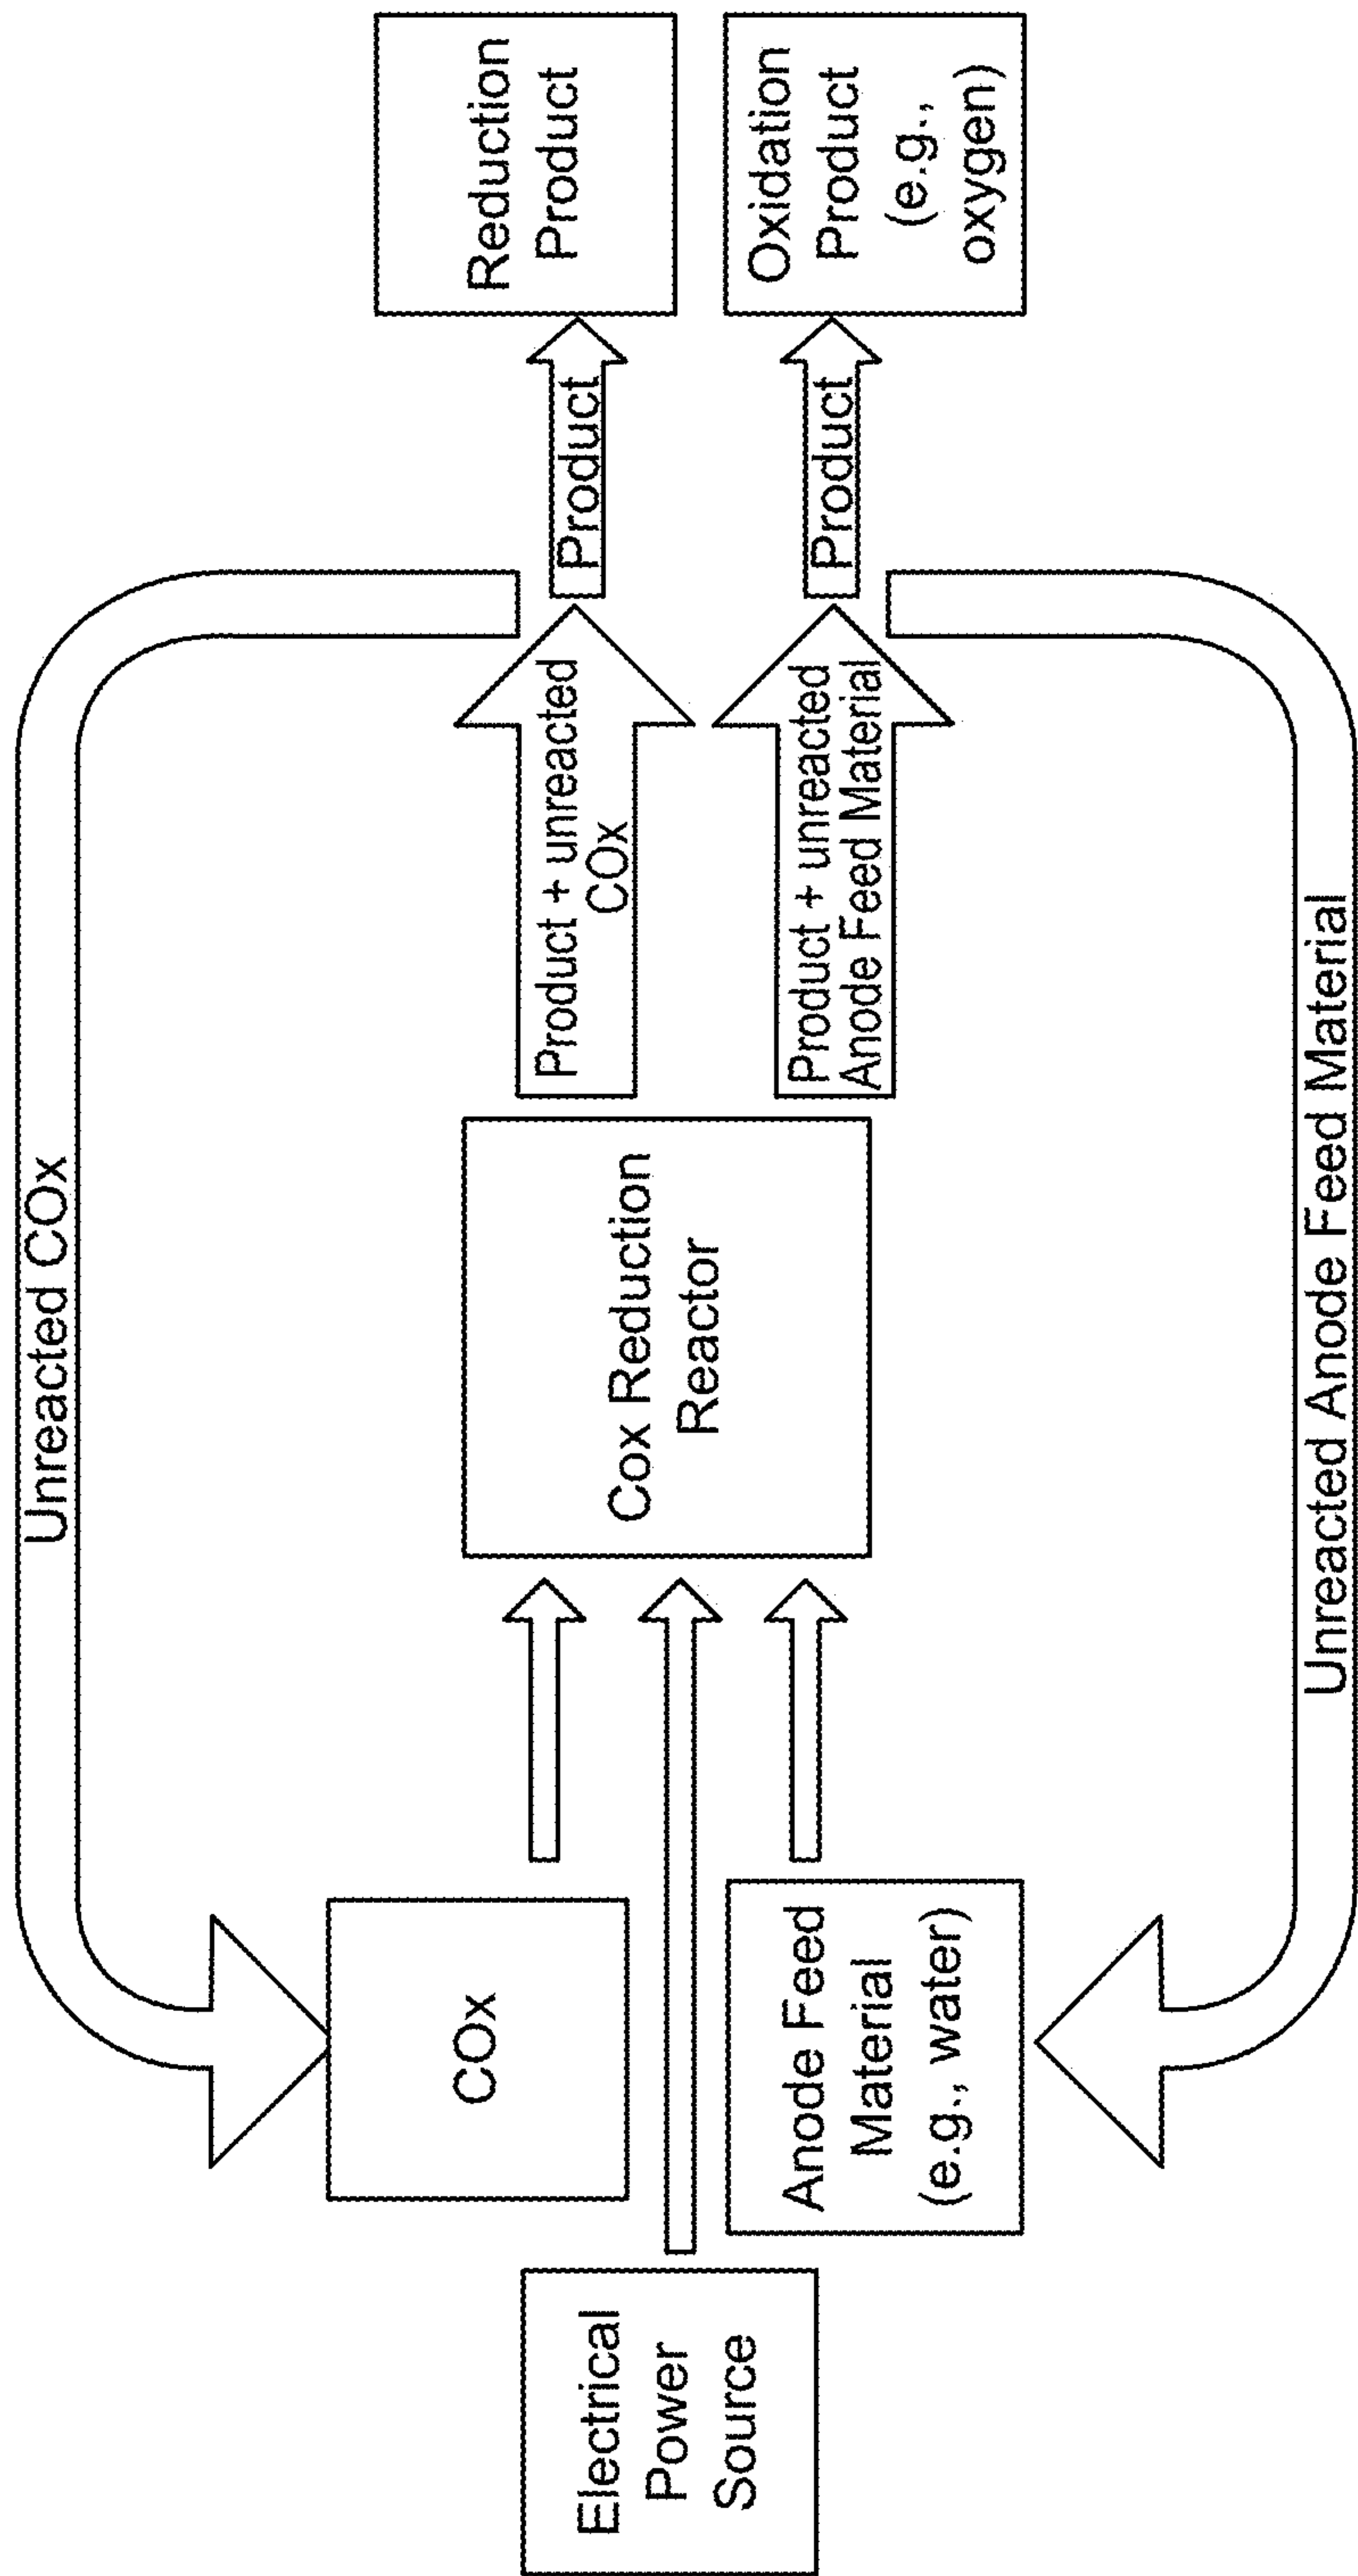 Unreacted COx
COx
Electrical
Power
Source
Anode Feed
Material
(e.g., water)
Cox Reduction
Reactor
Product + unreacted
COx
Product + unreacted
Anode Feed Material
Product
Product
Reduction
Product
Oxidation
Product
(e.g.,
oxygen)
Unreacted Anode Feed Material